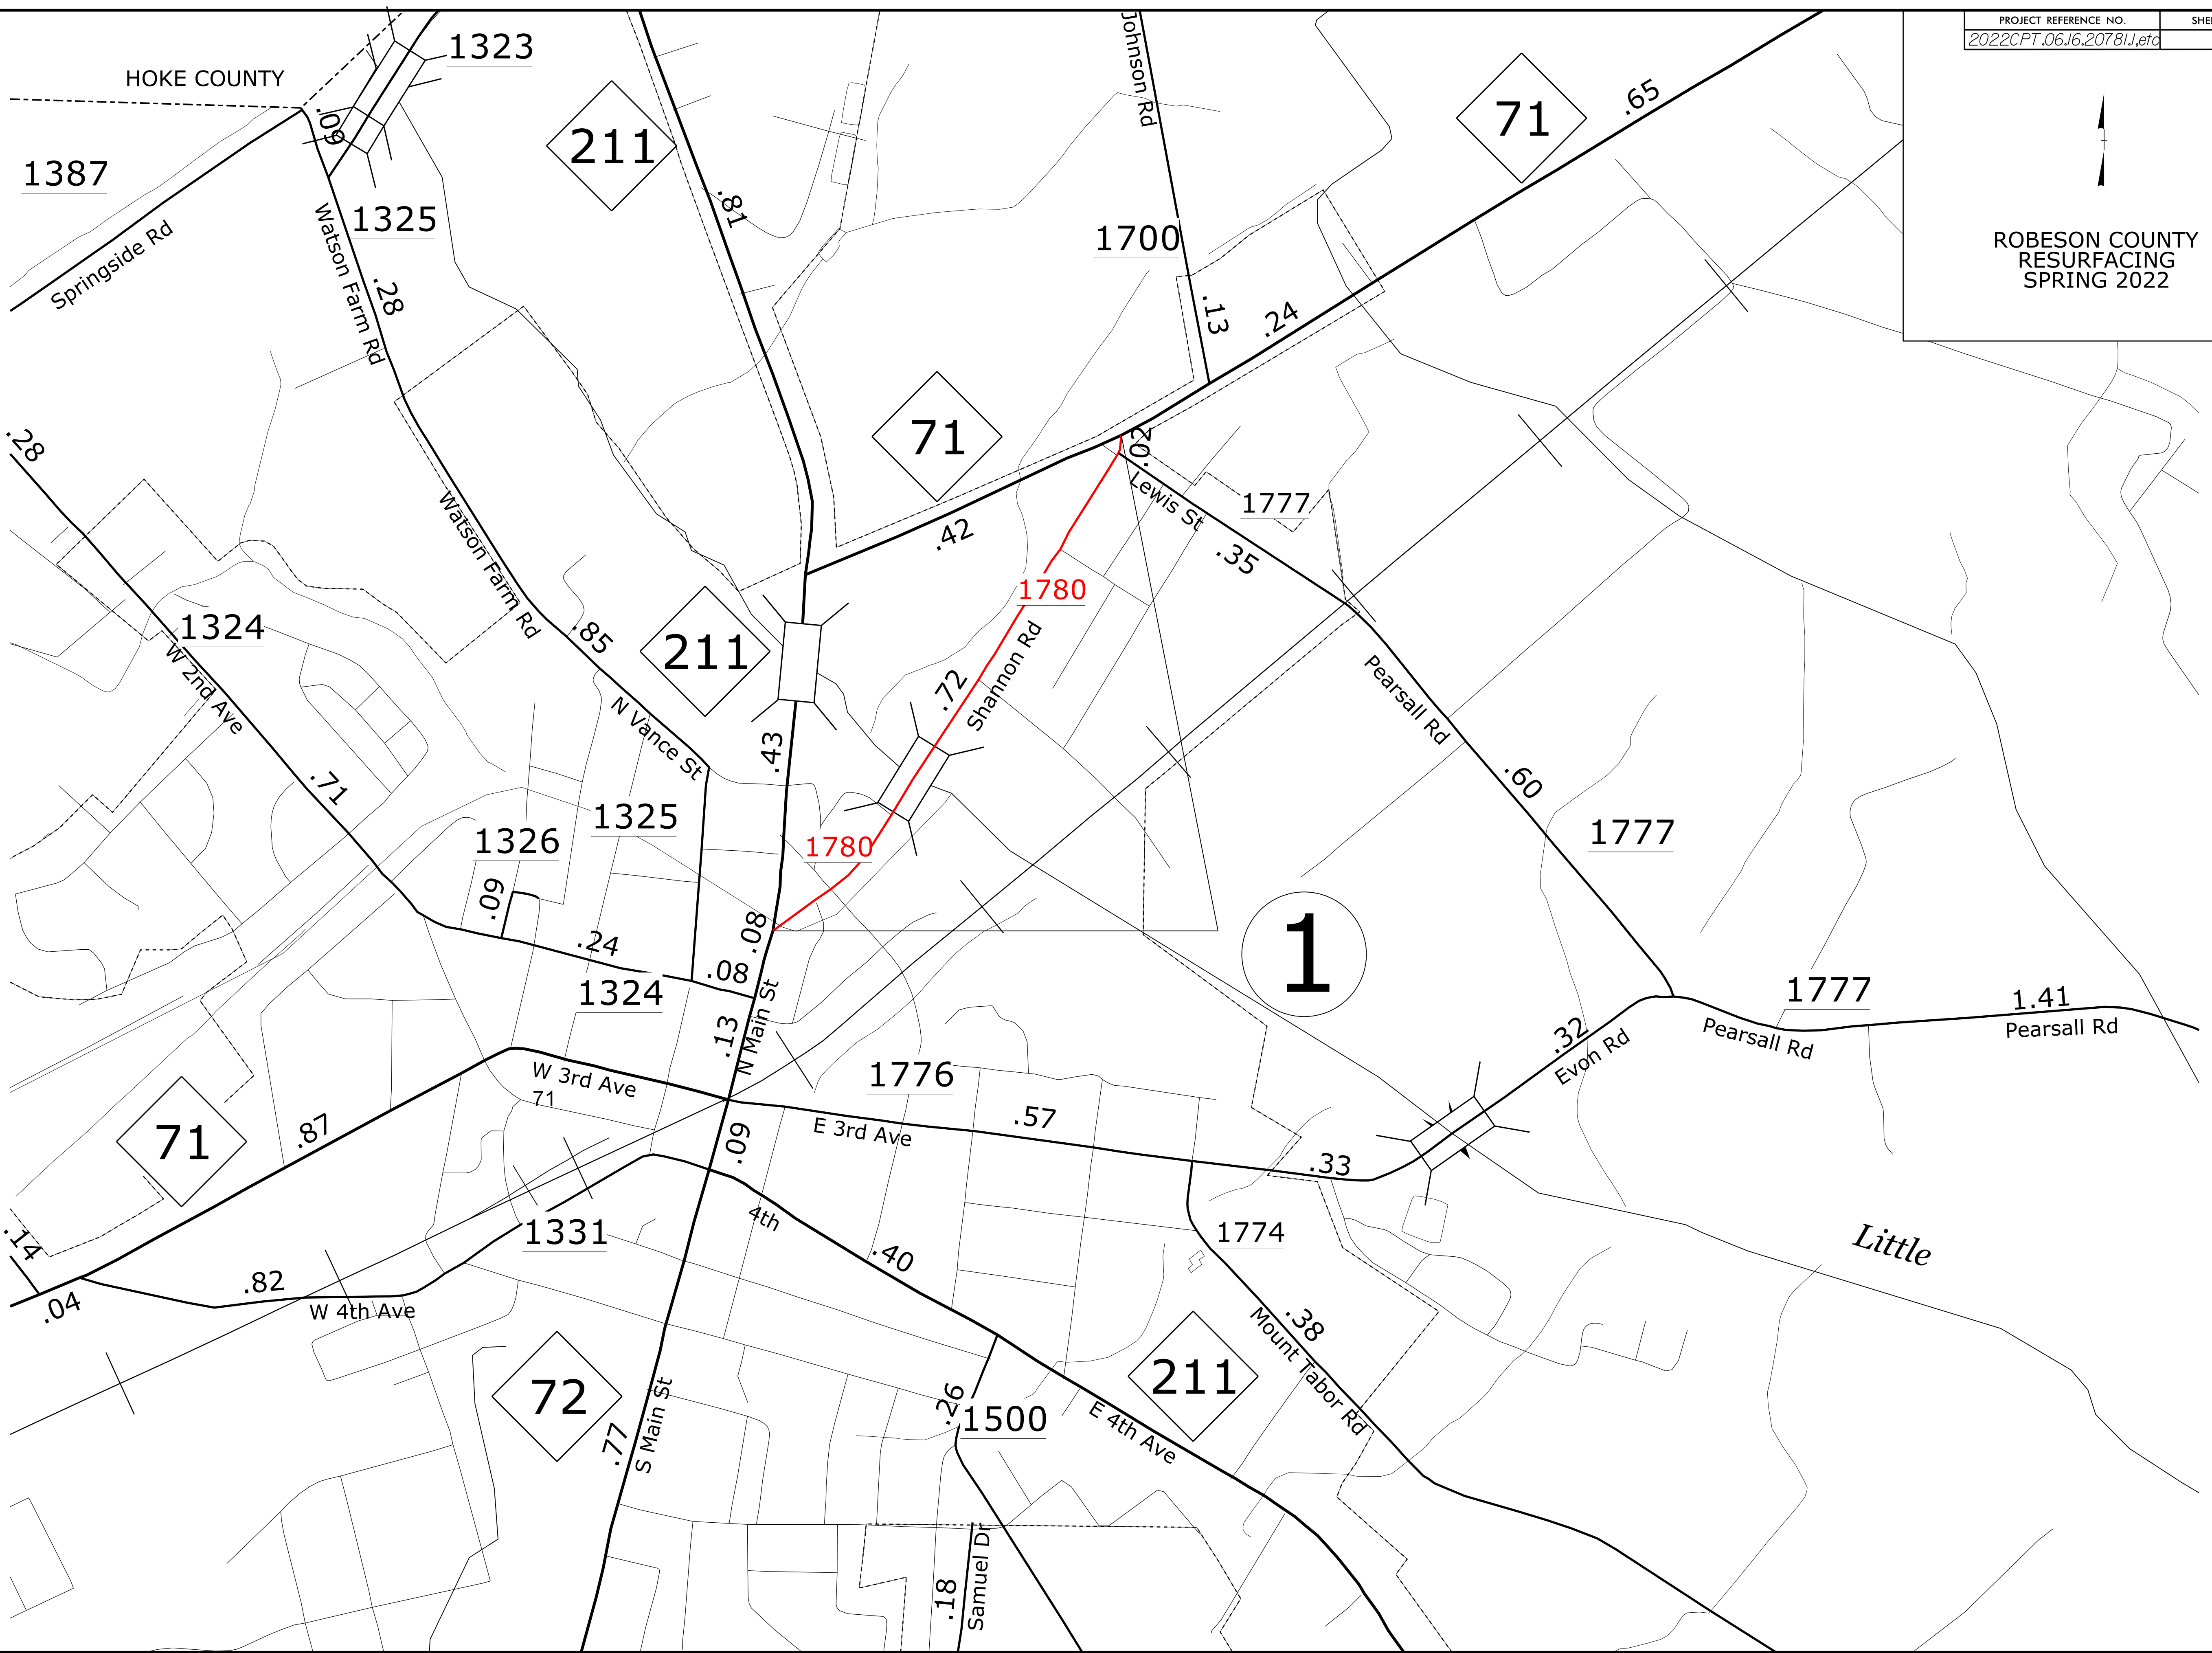 PROJECT REFERENCE NO.
2022CPT.06.16.20781.1,etc
ROBESON COUNTY
RESURFACING
SPRING 2022
HOKE COUNTY
1323
.09
1387
1325
Springside Rd
Watson Farm Rd
.28
211
.81
Johnson Rd
1700
.13
71
.65
.24
71
.42
.02
Lewis St
1777
.35
1780
Shannon Rd
.72
.28
1324
W 2nd Ave
.71
Watson Farm Rd
.85
N Vance St
211
.43
1325
1326
.09
1780
.24
1324
.08
.08
N Main St
.13
Pearsall Rd
.60
1777
1
1777
1.41
Pearsall Rd
Pearsall Rd
.32
Evon Rd
W 3rd Ave
71
1776
E 3rd Ave
.57
.33
.09
71
.87
.14
.04
.82
W 4th Ave
1331
4th
.40
1774
.38
Mount Tabor Rd
Little
72
.77
S Main St
.26
1500
E 4th Ave
211
.18
Samuel Dr